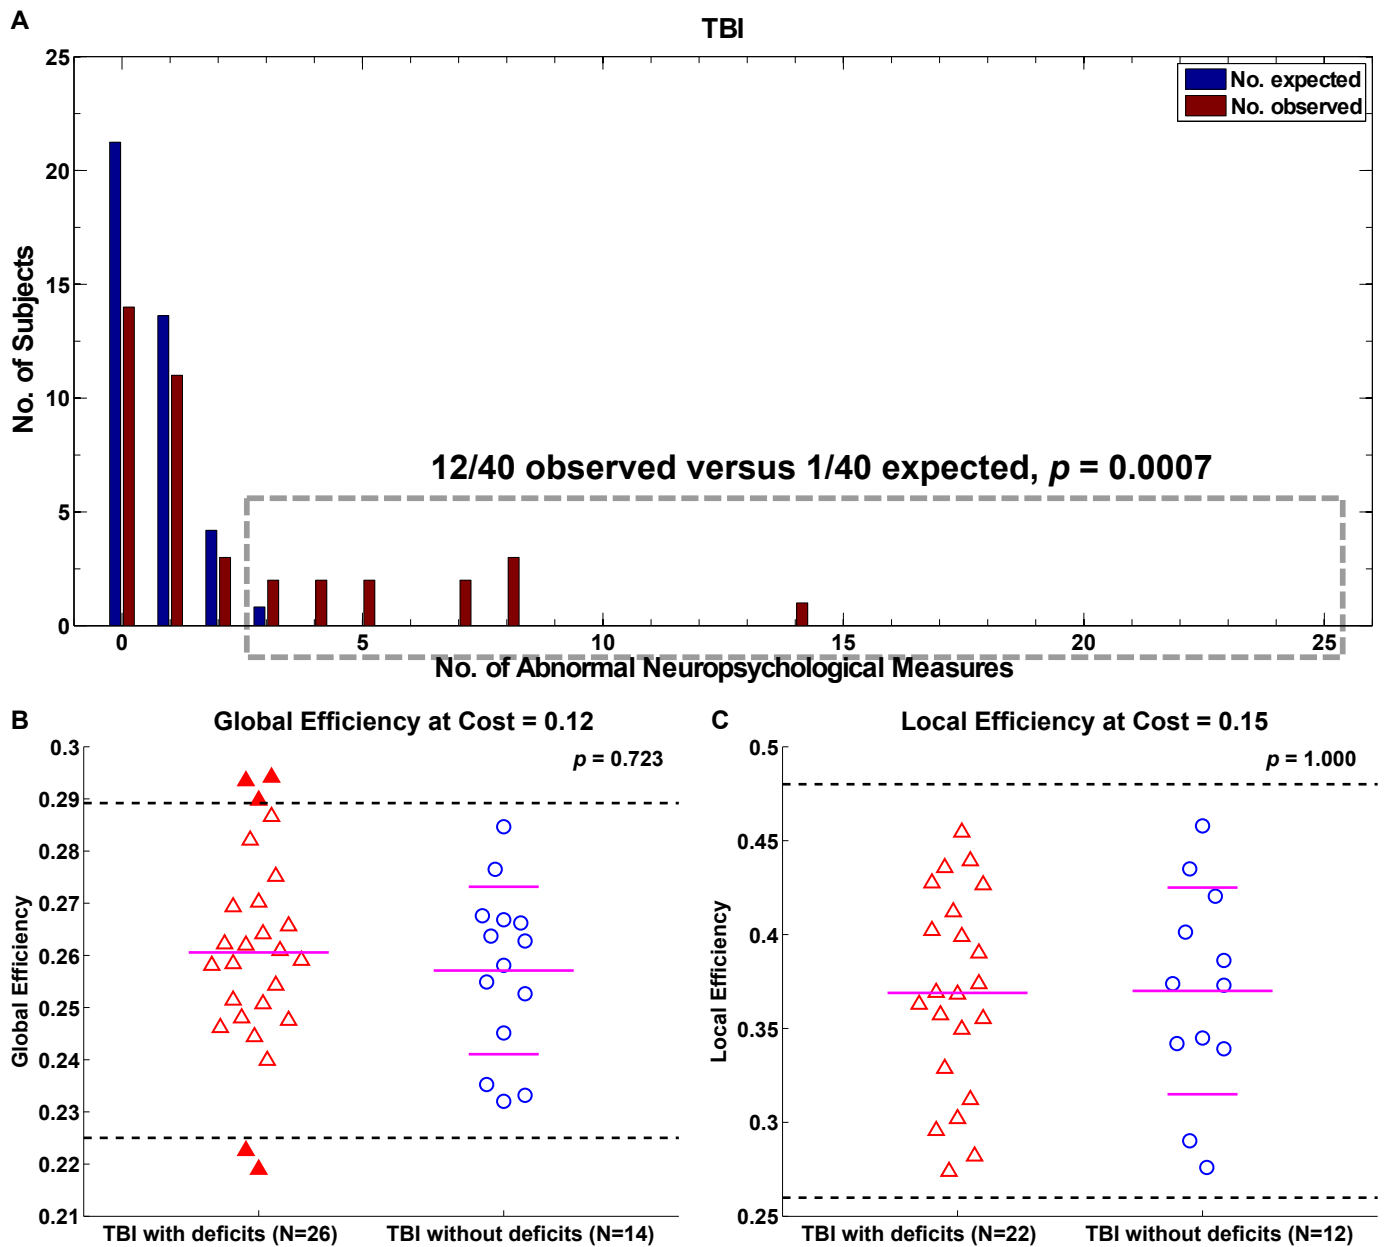 A
TBI
25
20
15
10
5
0
No. of Subjects
No. expected
No. observed
12/40 observed versus 1/40 expected, p = 0.0007
0 5 10 15 20 25
No. of Abnormal Neuropsychological Measures
B
Global Efficiency at Cost = 0.12
p = 0.723
0.3
0.29
0.28
0.27
0.26
0.25
0.24
0.23
0.22
0.21
Global Efficiency
TBI with deficits (N=26) TBI without deficits (N=14)
C
Local Efficiency at Cost = 0.15
p = 1.000
0.5
0.45
0.4
0.35
0.3
0.25
Local Efficiency
TBI with deficits (N=22) TBI without deficits (N=12)